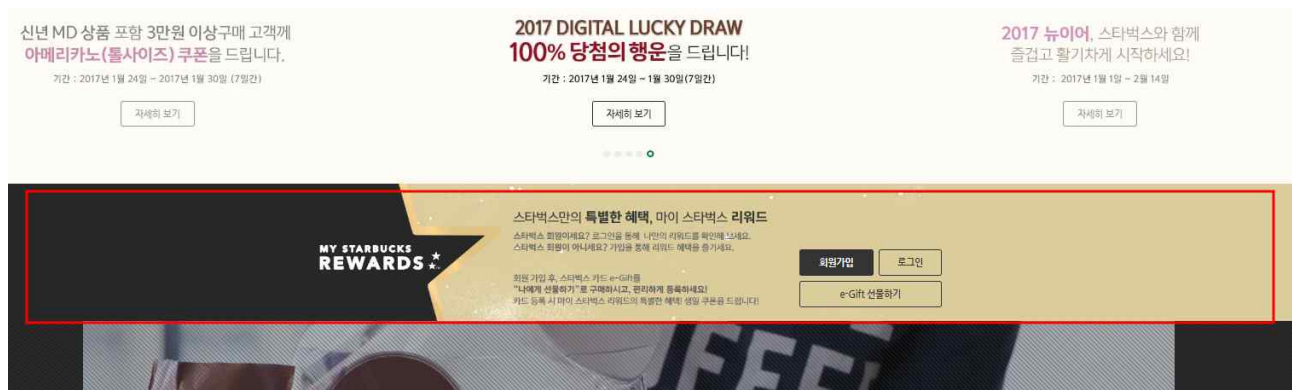 신년 MD 상품 포함 3만원 이상구매 고객께
아메리카노(톨사이즈) 쿠폰을 드립니다.
기간 : 2017년 1월 24일 ~ 2017년 1월 30일 (7일간)
자세히 보기
2017 DIGITAL LUCKY DRAW
100% 당첨의 행운을 드립니다!
기간 : 2017년 1월 24일 ~ 1월 30일(7일간)
자세히 보기
2017 뉴이어, 스타벅스와 함께
즐겁고 활기차게 시작하세요!
기간 : 2017년 1월 1일 ~ 2월 14일
자세히 보기
MY STARBUCKS
REWARDS
스타벅스만의 특별한 혜택, 마이 스타벅스 리워드
스타벅스 회원이세요? 로그인을 통해 나만의 리워드를 확인해 보세요.
스타벅스 회원이 아니세요? 가입을 통해 리워드 혜택을 즐기세요.
회원 가입 후, 스타벅스 카드 e-Gift를
"나에게 선물하기"로 구매하시고, 편리하게 등록하세요!
카드 등록 시 마이 스타벅스 리워드의 특별한 혜택! 생일 쿠폰을 드립니다!
회원가입
로그인
e-Gift 선물하기